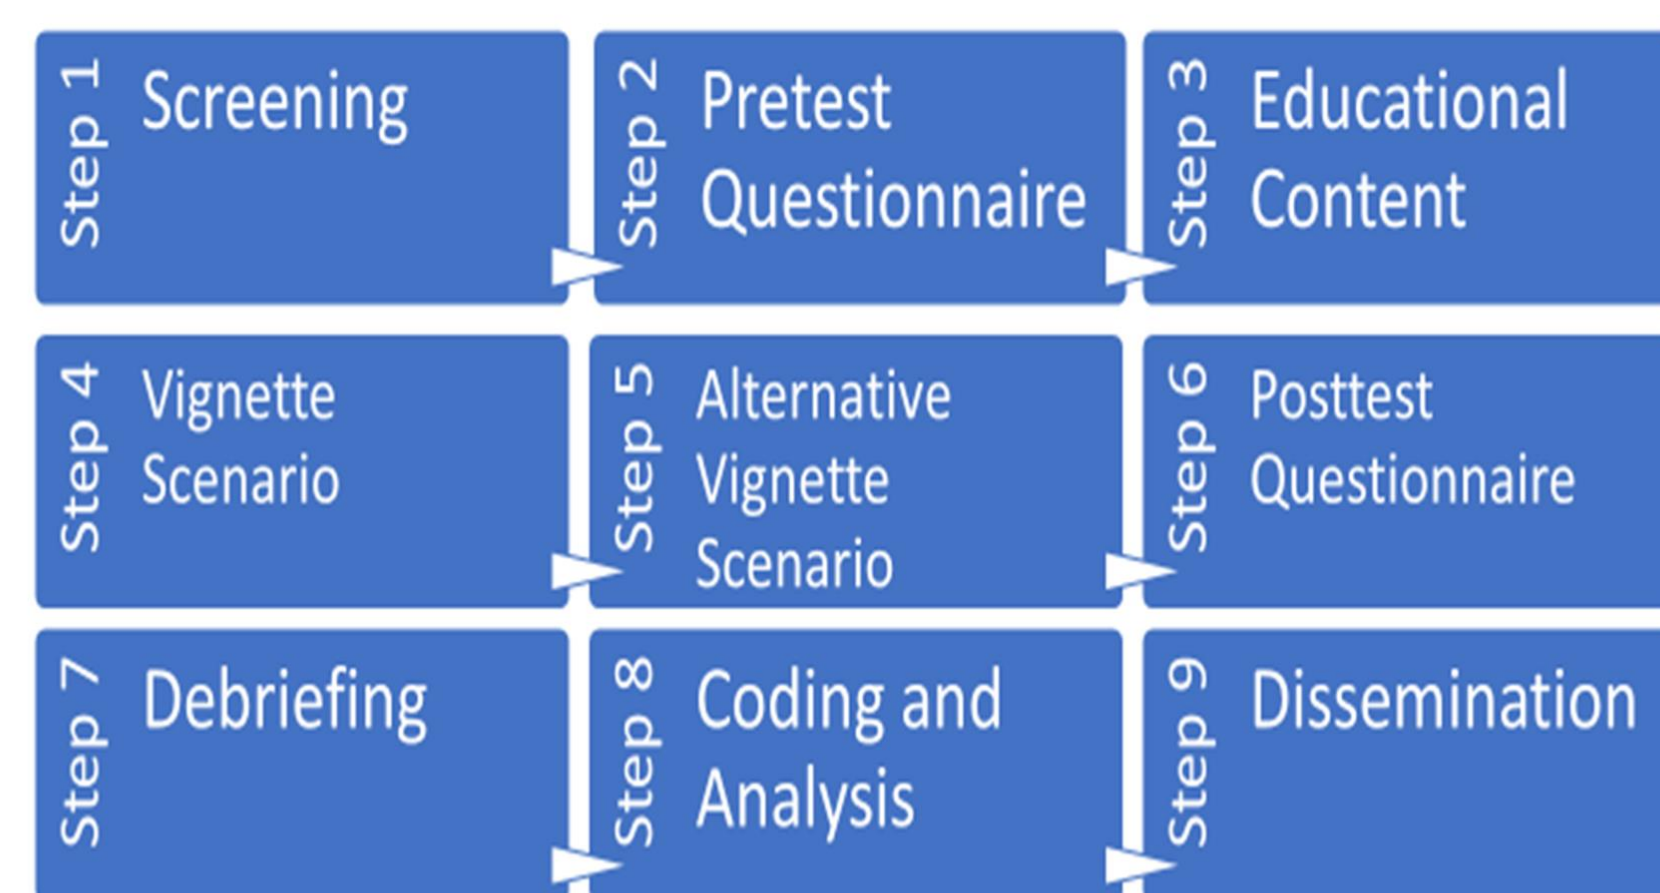 Step 1
Screening
Step 2
Pretest
Questionnaire
Step 3
Educational
Content
Step 4
Vignette
Scenario
Step 5
Alternative
Vignette
Scenario
Step 6
Posttest
Questionnaire
Step 7
Debriefing
Step 8
Coding and
Analysis
Step 9
Dissemination